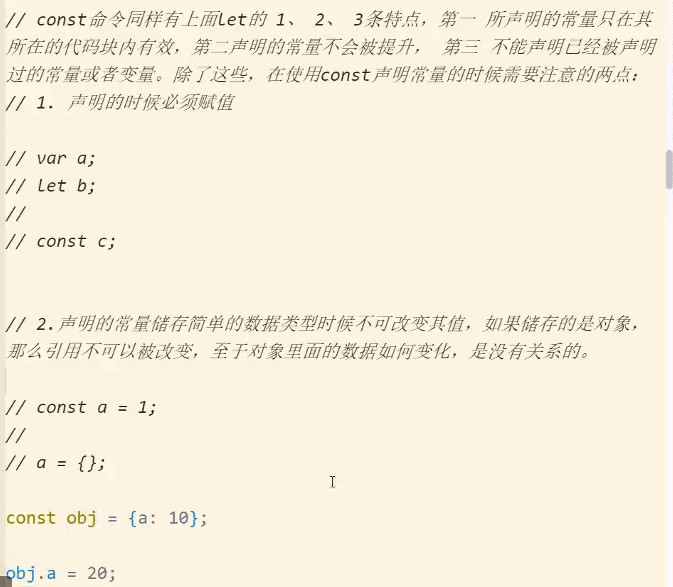 // const命令同样有上面let的 1、 2、 3条特点，第一 所声明的常量只在其
所在的代码块内有效，第二声明的常量不会被提升， 第三 不能声明已经被声明
过的常量或者变量。除了这些，在使用const声明常量的时候需要注意的两点：
// 1. 声明的时候必须赋值
// var a;
// let b;
//
// const c;
// 2.声明的常量储存简单的数据类型时候不可改变其值，如果储存的是对象，
那么引用不可以被改变，至于对象里面的数据如何变化，是没有关系的。
// const a = 1;
//
// a = {};
const obj = {a: 10};
obj.a = 20;